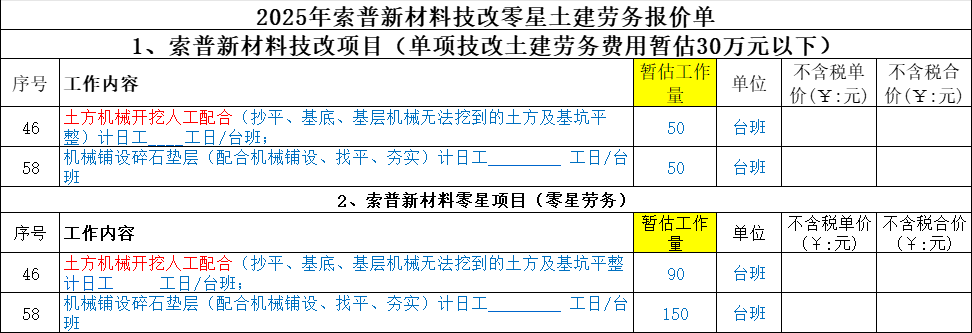 2025年索普新材料技改零星土建劳务报价单
1、索普新材料技改项目（单项技改土建劳务费用暂估30万元以下）
序号 工作内容 暂估工作量 单位 不含税单价(￥:元) 不含税合价(￥:元)
46 土方机械开挖人工配合（抄平、基底、基层机械无法挖到的土方及基坑平整）计日工____工日/台班; 50 台班
58 机械铺设碎石垫层（配合机械铺设、找平、夯实）计日工________ 工日/台班 50 台班
2、索普新材料零星项目（零星劳务）
序号 工作内容 暂估工作量 单位 不含税单价(￥:元) 不含税合价(￥:元)
46 土方机械开挖人工配合（抄平、基底、基层机械无法挖到的土方及基坑平整计日工 工日/台班; 90 台班
58 机械铺设碎石垫层（配合机械铺设、找平、夯实）计日工________ 工日/台班 150 台班